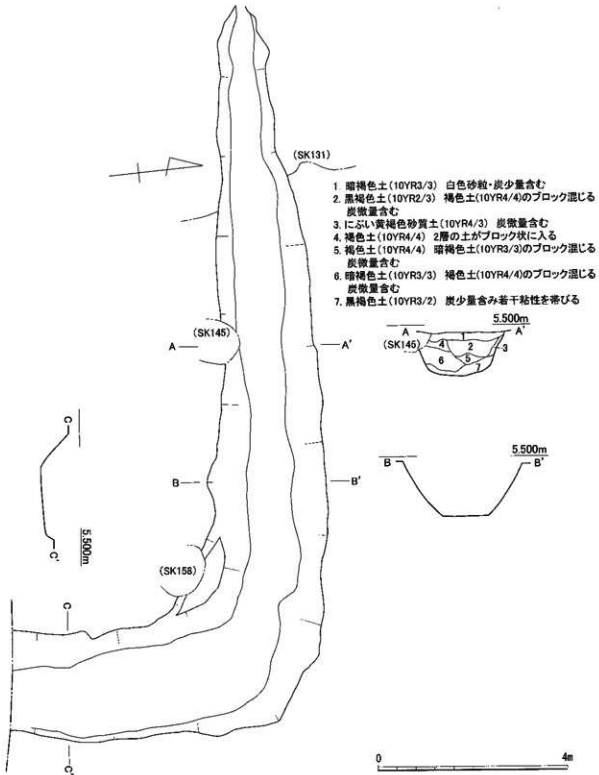 (SK131)
1. 暗褐色土(10YR3/3) 白色砂粒・炭少量含む
2. 黒褐色土(10YR2/3) 褐色土(10YR4/4)のブロック混じる
炭微量含む
3. にぶい黄褐色砂質土(10YR4/3) 炭微量含む
4. 褐色土(10YR4/4) 2層の土がブロック状に入る
5. 褐色土(10YR4/4) 暗褐色土(10YR3/3)のブロック混じる
炭微量含む
6. 暗褐色土(10YR3/3) 褐色土(10YR4/4)のブロック混じる
炭微量含む
7. 黒褐色土(10YR3/2) 炭少量含み若干粘性を帯びる
5.500m
A A'
(SK145)
1
2
3
4
5
6
7
(SK145)
A A'
5.500m
B B'
B B'
C
C'
5.500m
(SK158)
C
C'
0 4m